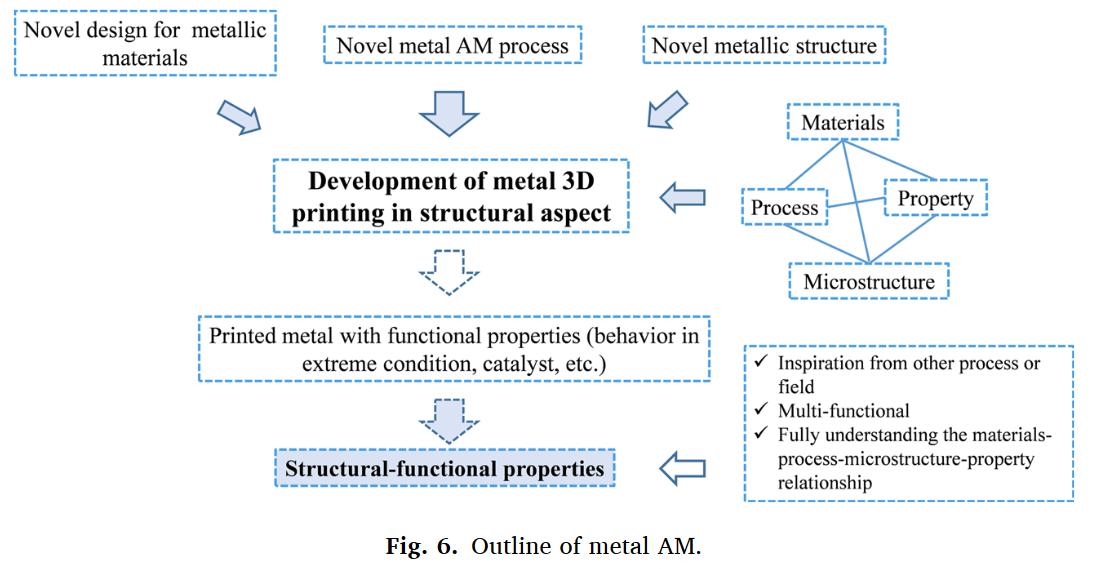 Novel design for metallic
materials
Novel metal AM process
Novel metallic structure
Materials
Development of metal 3D
printing in structural aspect
Process
Property
Microstructure
Printed metal with functional properties (behavior in
extreme condition, catalyst, etc.)
✓ Inspiration from other process or
field
✓ Multi-functional
✓ Fully understanding the materials-
process-microstructure-property
relationship
Structural-functional properties
Fig. 6. Outline of metal AM.